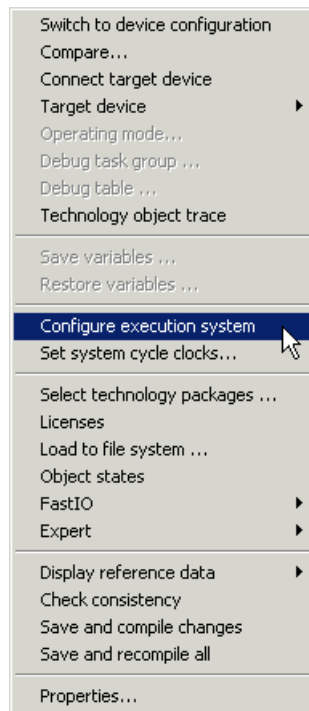 Switch to device configuration
Compare...
Connect target device
Target device
Operating mode...
Debug task group ...
Debug table ...
Technology object trace
Save variables ...
Restore variables ...
Configure execution system
Set system cycle clocks...
Select technology packages ...
Licenses
Load to file system ...
Object states
FastIO
Expert
Display reference data
Check consistency
Save and compile changes
Save and recompile all
Properties...